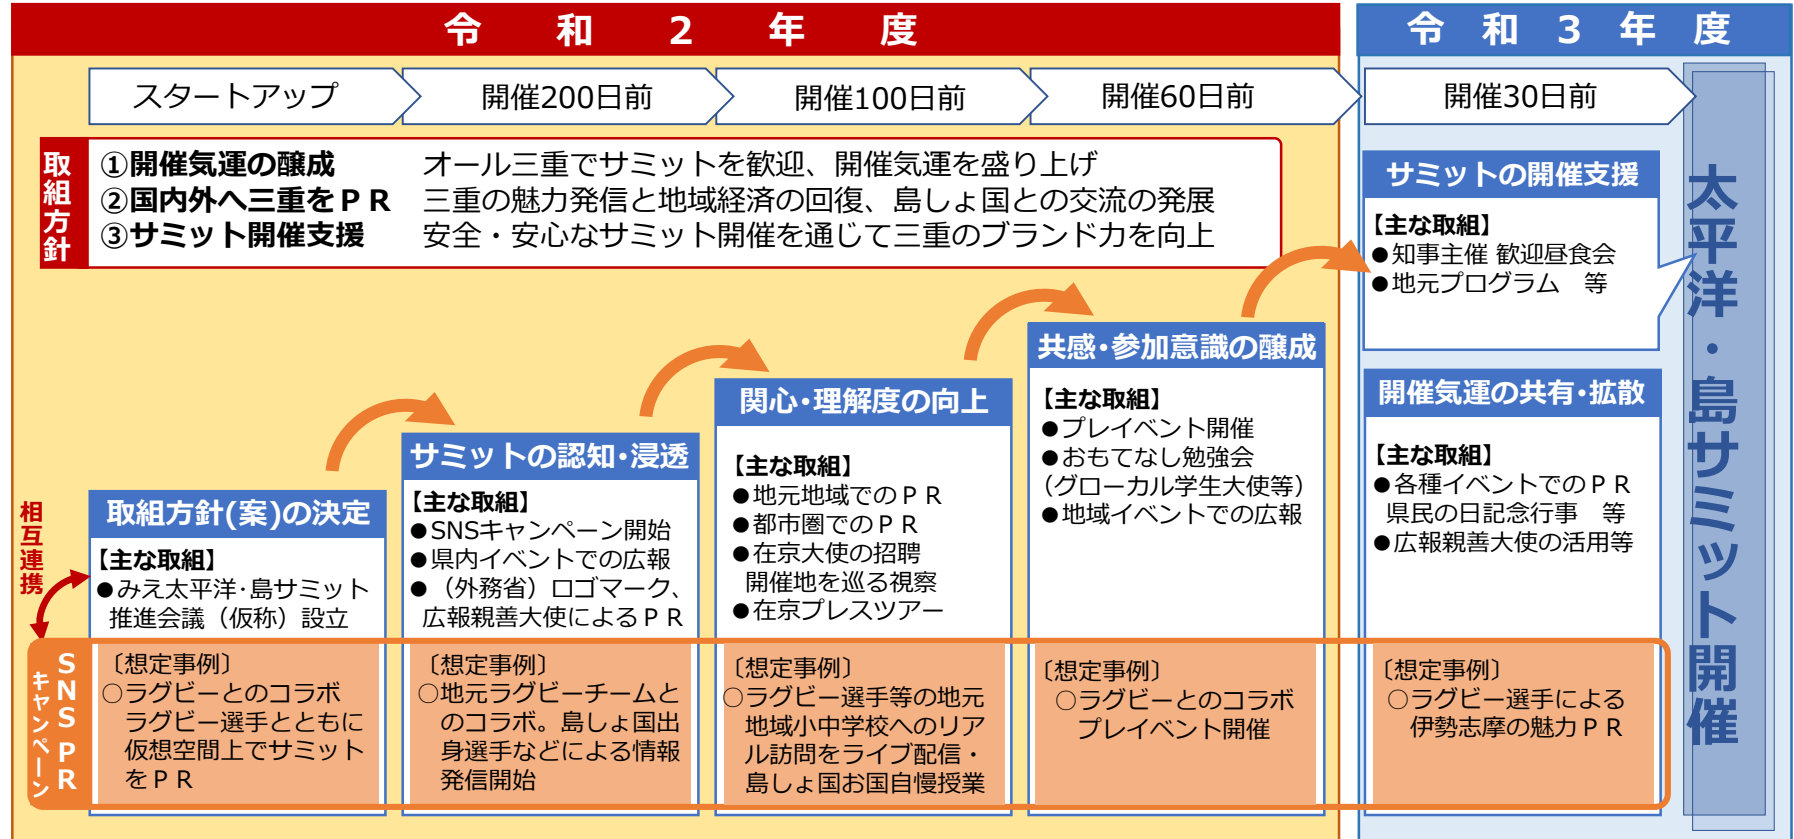 令和２年度
令和３年度
スタートアップ
開催200日前
開催100日前
開催60日前
開催30日前
取組方針
①開催気運の醸成 オール三重でサミットを歓迎、開催気運を盛り上げ
②国内外へ三重をＰＲ 三重の魅力発信と地域経済の回復、島しょ国との交流の発展
③サミット開催支援 安全・安心なサミット開催を通じて三重のブランド力を向上
取組方針(案)の決定
【主な取組】
●みえ太平洋・島サミット
推進会議（仮称）設立
サミットの認知・浸透
【主な取組】
●SNSキャンペーン開始
●県内イベントでの広報
●（外務省）ロゴマーク、
広報親善大使によるＰＲ
関心・理解度の向上
【主な取組】
●地元地域でのＰＲ
●都市圏でのＰＲ
●在京大使の招聘
開催地を巡る視察
●在京プレスツアー
共感・参加意識の醸成
【主な取組】
●プレイベント開催
●おもてなし勉強会
（グローカル学生大使等）
●地域イベントでの広報
サミットの開催支援
【主な取組】
●知事主催 歓迎昼食会
●地元プログラム 等
開催気運の共有・拡散
【主な取組】
●各種イベントでのＰＲ
県民の日記念行事 等
●広報親善大使の活用等
太平洋・島サミット開催
相互連携
ＳＮＳＰＲ
キャンペーン
〔想定事例〕
○ラグビーとのコラボ
ラグビー選手とともに
仮想空間上でサミット
をＰＲ
〔想定事例〕
○地元ラグビーチームと
のコラボ。島しょ国出
身選手などによる情報
発信開始
〔想定事例〕
○ラグビー選手等の地元
地域小中学校へのリア
ル訪問をライブ配信・
島しょ国お国自慢授業
〔想定事例〕
○ラグビーとのコラボ
プレイベント開催
〔想定事例〕
○ラグビー選手による
伊勢志摩の魅力ＰＲ